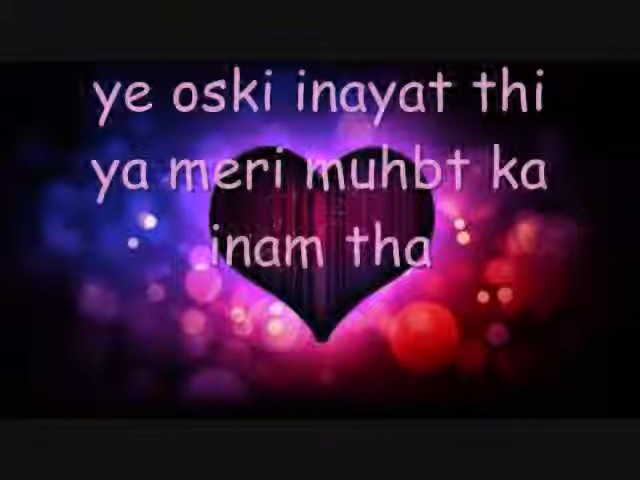 ye oski inayat thi
ya meri muhbt ka
inam tha